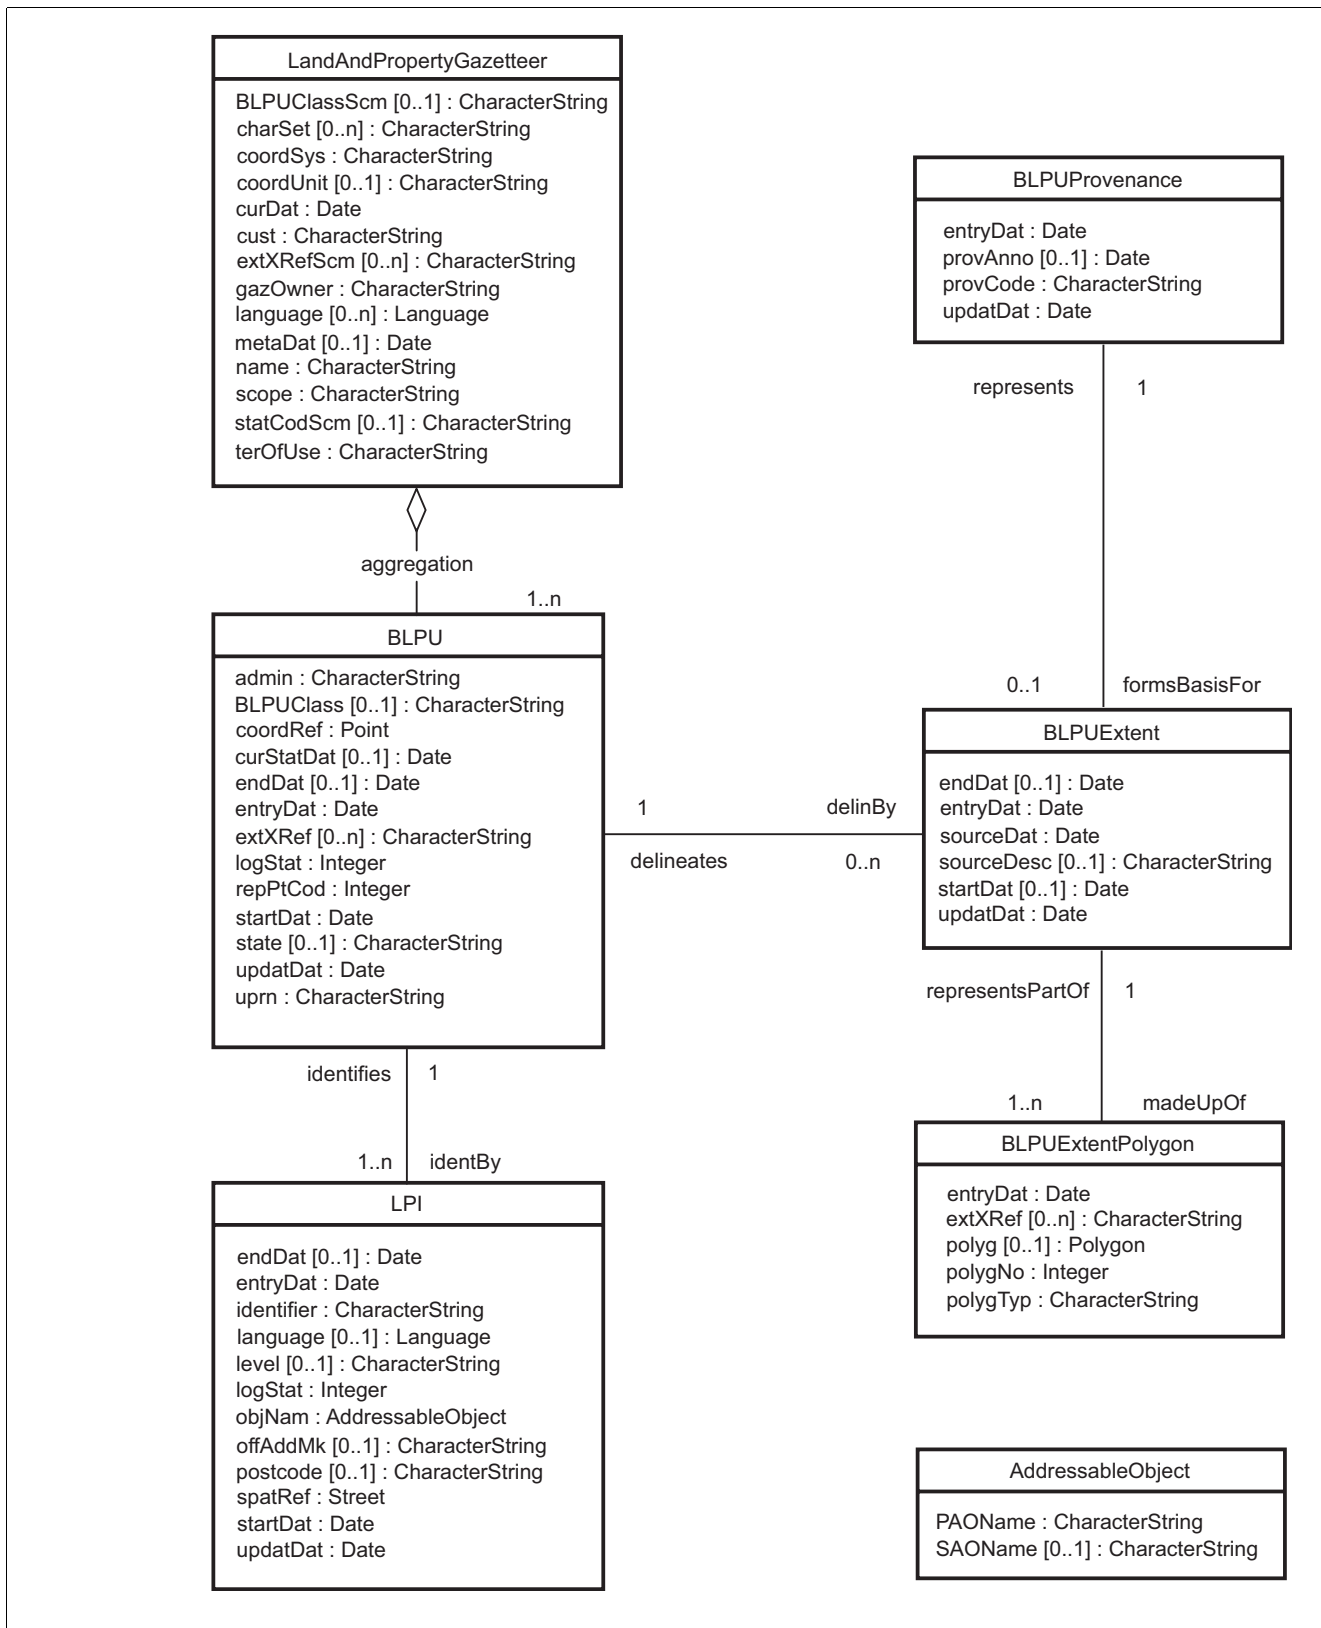 LandAndPropertyGazetteer
BLPUClassScm [0..1] : CharacterString
charSet [0..n] : CharacterString
coordSys : CharacterString
coordUnit [0..1] : CharacterString
curDat : Date
cust : CharacterString
extXRefScm [0..n] : CharacterString
gazOwner : CharacterString
language [0..n] : Language
metaDat [0..1] : Date
name : CharacterString
scope : CharacterString
statCodScm [0..1] : CharacterString
terOfUse : CharacterString
aggregation
1..n
BLPU
admin : CharacterString
BLPUClass [0..1] : CharacterString
coordRef : Point
curStatDat [0..1] : Date
endDat [0..1] : Date
entryDat : Date
extXRef [0..n] : CharacterString
logStat : Integer
repPtCod : Integer
startDat : Date
state [0..1] : CharacterString
updatDat : Date
uprn : CharacterString
identifies 1
1..n identBy
LPI
endDat [0..1] : Date
entryDat : Date
identifier : CharacterString
language [0..1] : Language
level [0..1] : CharacterString
logStat : Integer
objNam : AddressableObject
offAddMk [0..1] : CharacterString
postcode [0..1] : CharacterString
spatRef : Street
startDat : Date
updatDat : Date
1 delinBy
delineates 0..n
BLPUProvenance
entryDat : Date
provAnno [0..1] : Date
provCode : CharacterString
updatDat : Date
represents 1
0..1 formsBasisFor
BLPUExtent
endDat [0..1] : Date
entryDat : Date
sourceDat : Date
sourceDesc [0..1] : CharacterString
startDat [0..1] : Date
updatDat : Date
representsPartOf 1
1..n madeUpOf
BLPUExtentPolygon
entryDat : Date
extXRef [0..n] : CharacterString
polyg [0..1] : Polygon
polygNo : Integer
polygTyp : CharacterString
AddressableObject
PAOName : CharacterString
SAOName [0..1] : CharacterString